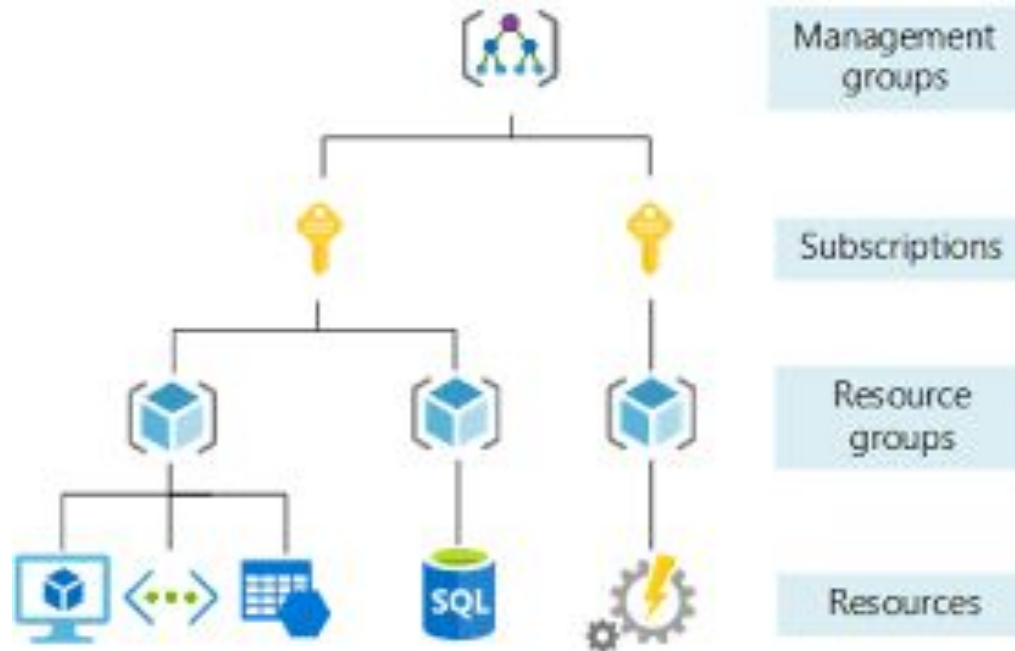 Management
groups
Subscriptions
Resource
groups
SQL
Resources